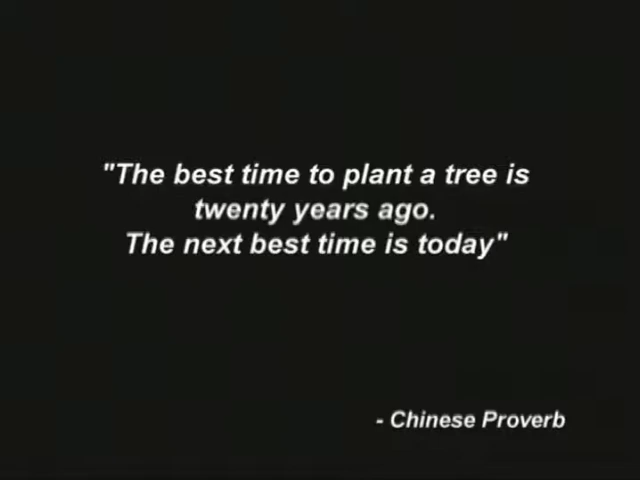 "The best time to plant a tree is
twenty years ago.
The next best time is today"
- Chinese Proverb